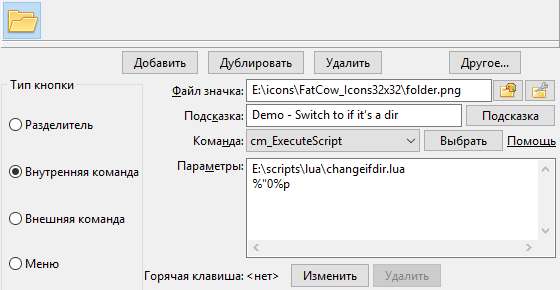 Добавить Дублировать Удалить Другое...
Тип кнопки
Файл значка: E:\icons\FatCow_Icons32x32\folder.png
Разделитель
Подсказка: Demo - Switch to if it's a dir Подсказка
Команда: cm_ExecuteScript Выбрать Помощь
Внутренняя команда
Параметры: E:\scripts\lua\changeifdir.lua
%"0%p
Внешняя команда
Меню
Горячая клавиша: <нет> Изменить Удалить